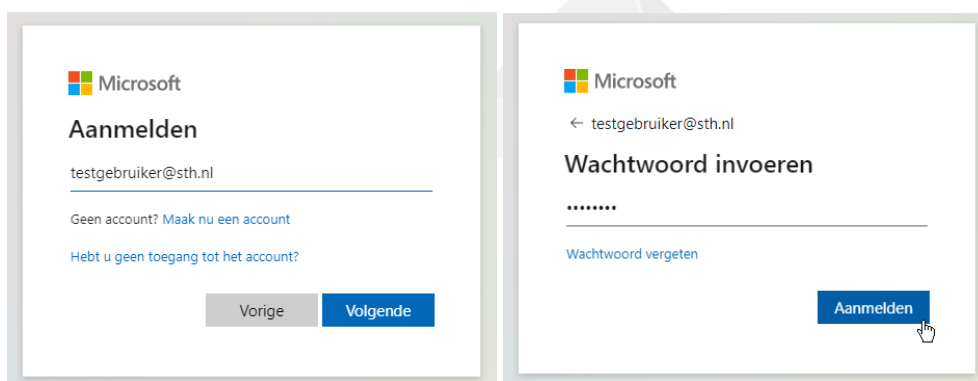 Microsoft
Aanmelden
testgebruiker@sth.nl
Geen account? Maak nu een account
Hebt u geen toegang tot het account?
Vorige
Volgende
Microsoft
← testgebruiker@sth.nl
Wachtwoord invoeren
••••••••
Wachtwoord vergeten
Aanmelden